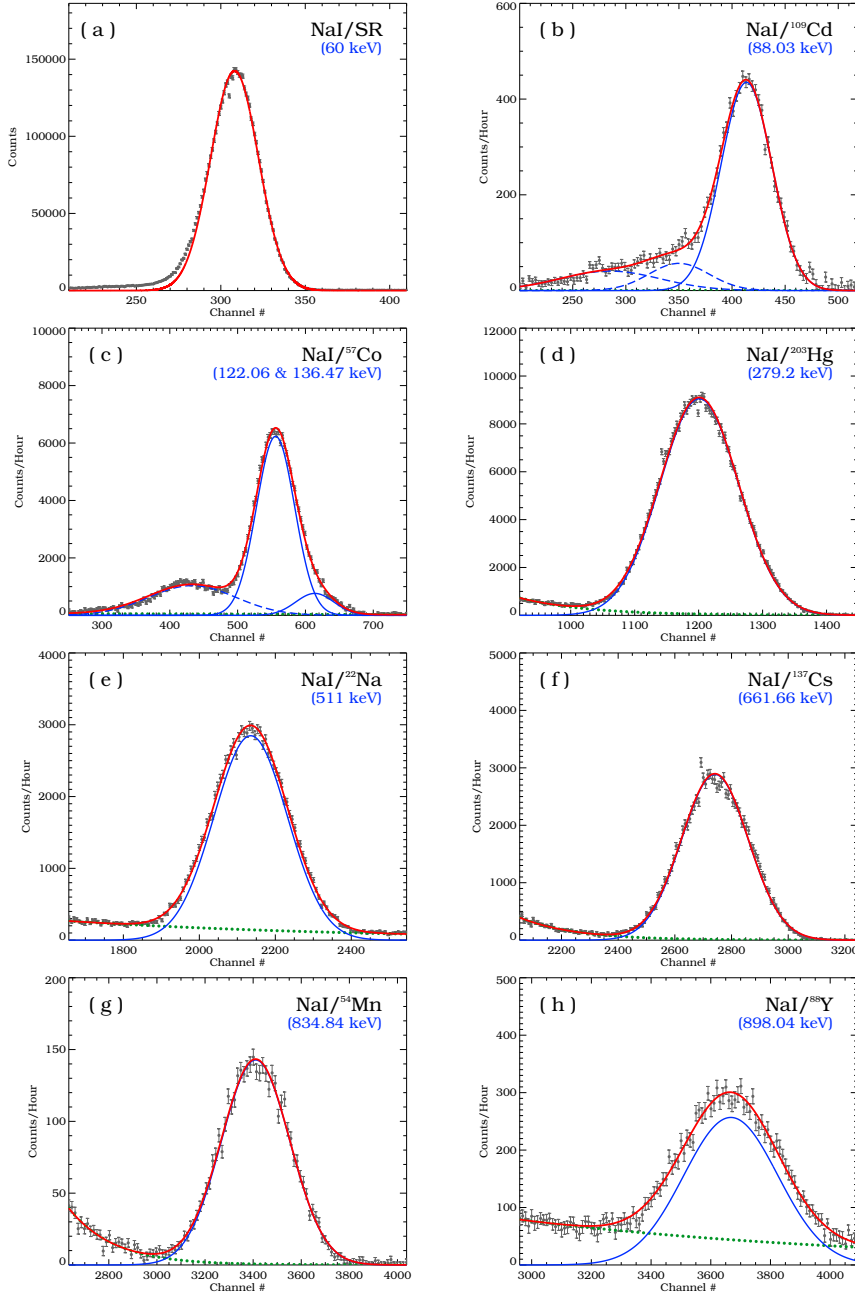 ( a ) NaI/SR
(60 keV)
150000
100000
50000
0
Counts
250 300 350 400
Channel #
( b ) NaI/¹⁰⁹Cd
(88.03 keV)
600
400
200
0
Counts/Hour
250 300 350 400 450 500
Channel #
( c ) NaI/⁵⁷Co
(122.06 & 136.47 keV)
10000
8000
6000
4000
2000
0
Counts/Hour
300 400 500 600 700
Channel #
( d ) NaI/²⁰³Hg
(279.2 keV)
12000
10000
8000
6000
4000
2000
0
Counts/Hour
1000 1100 1200 1300 1400
Channel #
( e ) NaI/²²Na
(511 keV)
4000
3000
2000
1000
0
Counts/Hour
1800 2000 2200 2400
Channel #
( f ) NaI/¹³⁷Cs
(661.66 keV)
5000
4000
3000
2000
1000
0
Counts/Hour
2200 2400 2600 2800 3000 3200
Channel #
( g ) NaI/⁵⁴Mn
(834.84 keV)
200
150
100
50
0
Counts/Hour
2800 3000 3200 3400 3600 3800 4000
Channel #
( h ) NaI/⁸⁸Y
(898.04 keV)
500
400
300
200
100
0
Counts/Hour
3000 3200 3400 3600 3800 4000
Channel #